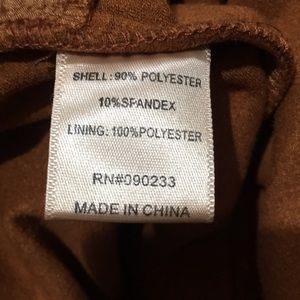 SHELL: 90% POLYESTER
10%SPANDEX
LINING: 100%POLYESTER
RN#090233
MADE IN CHINA